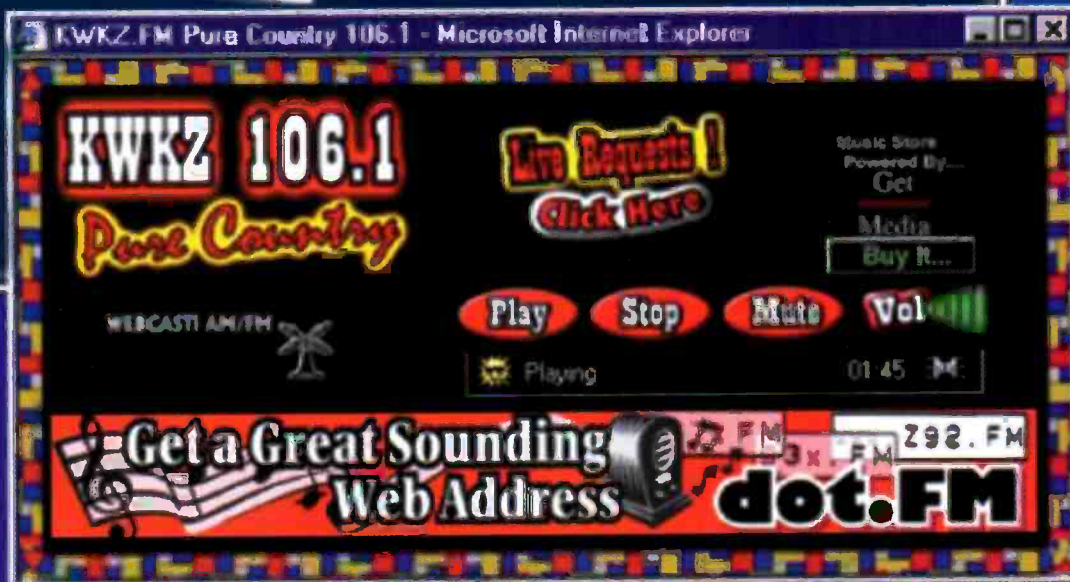 KWKZ.FM Pure Country 106.1 - Microsoft Internet Explorer
KWKZ 106.1
Pure Country
Live Requests !
Click Here
Music Store
Powered By...
Get
Media
Buy It...
WEBCAST! AM/FM
Play Stop Mute Vol
Playing 01:45
Get a Great Sounding
Web Address
FM
3x.FM
Z92.FM
dot.FM